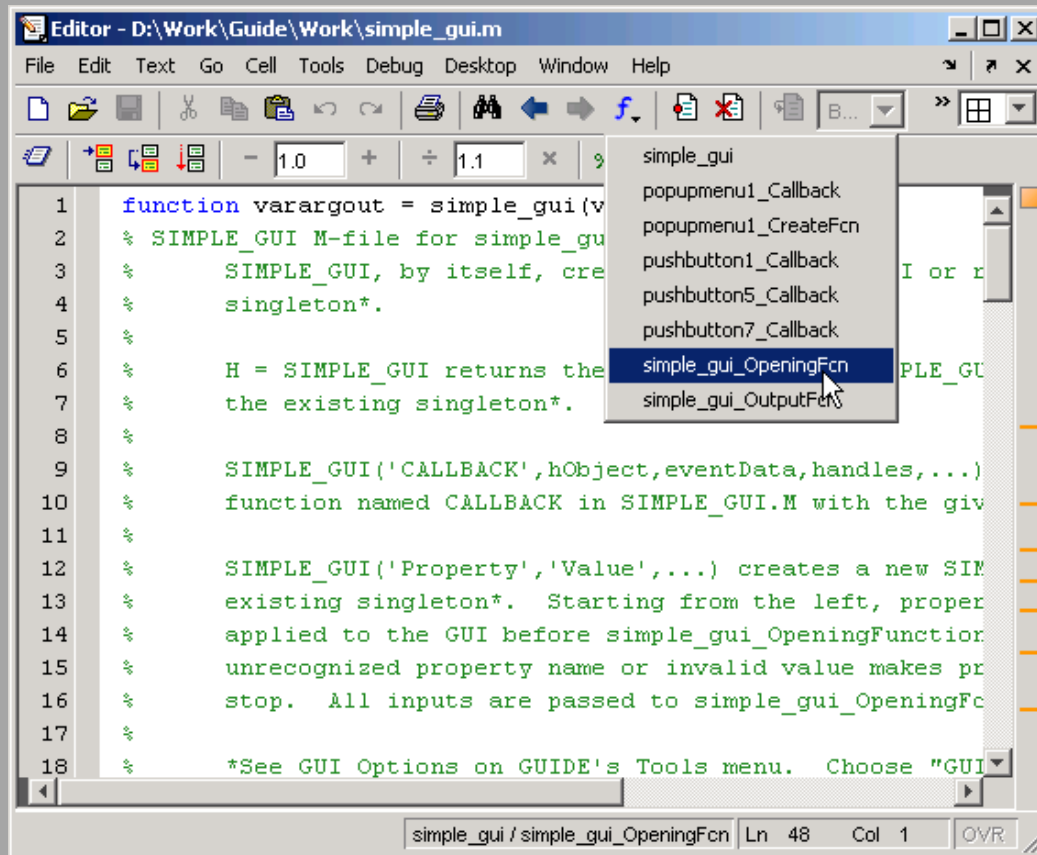 Editor - D:\Work\Guide\Work\simple_gui.m
File Edit Text Go Cell Tools Debug Desktop Window Help
B...
1.0 1.1
simple_gui
popupmenu1_Callback
popupmenu1_CreateFcn
pushbutton1_Callback
pushbutton5_Callback
pushbutton7_Callback
simple_gui_OpeningFcn
simple_gui_OutputFcn
1 function varargout = simple_gui(v
2 % SIMPLE_GUI M-file for simple_gu
3 % SIMPLE_GUI, by itself, cre I or r
4 % singleton*.
5 %
6 % H = SIMPLE_GUI returns the PLE_GU
7 % the existing singleton*.
8 %
9 % SIMPLE_GUI('CALLBACK',hObject,eventData,handles,...)
10 % function named CALLBACK in SIMPLE_GUI.M with the giv
11 %
12 % SIMPLE_GUI('Property','Value',...) creates a new SIM
13 % existing singleton*. Starting from the left, proper
14 % applied to the GUI before simple_gui_OpeningFunction
15 % unrecognized property name or invalid value makes pr
16 % stop. All inputs are passed to simple_gui_OpeningFc
17 %
18 % *See GUI Options on GUIDE's Tools menu. Choose "GUI
simple_gui / simple_gui_OpeningFcn Ln 48 Col 1 OVR